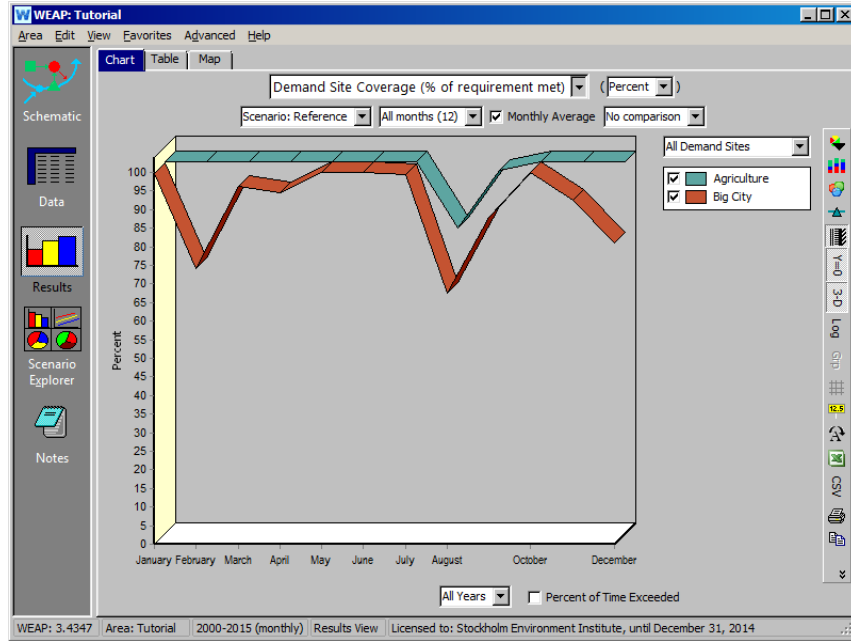 WEAP: Tutorial
Area Edit View Favorites Advanced Help
Chart Table Map
Demand Site Coverage (% of requirement met) (Percent)
Scenario: Reference All months (12) Monthly Average No comparison
Schematic
Data
Results
Scenario
Explorer
Notes
All Demand Sites
Agriculture
Big City
Percent
100
95
90
85
80
75
70
65
60
55
50
45
40
35
30
25
20
15
10
5
0
January February March April May June July August October December
Y=0
3-D
Log
Grp
12.5
A
CSV
All Years Percent of Time Exceeded
WEAP: 3.4347 Area: Tutorial 2000-2015 (monthly) Results View Licensed to: Stockholm Environment Institute, until December 31, 2014